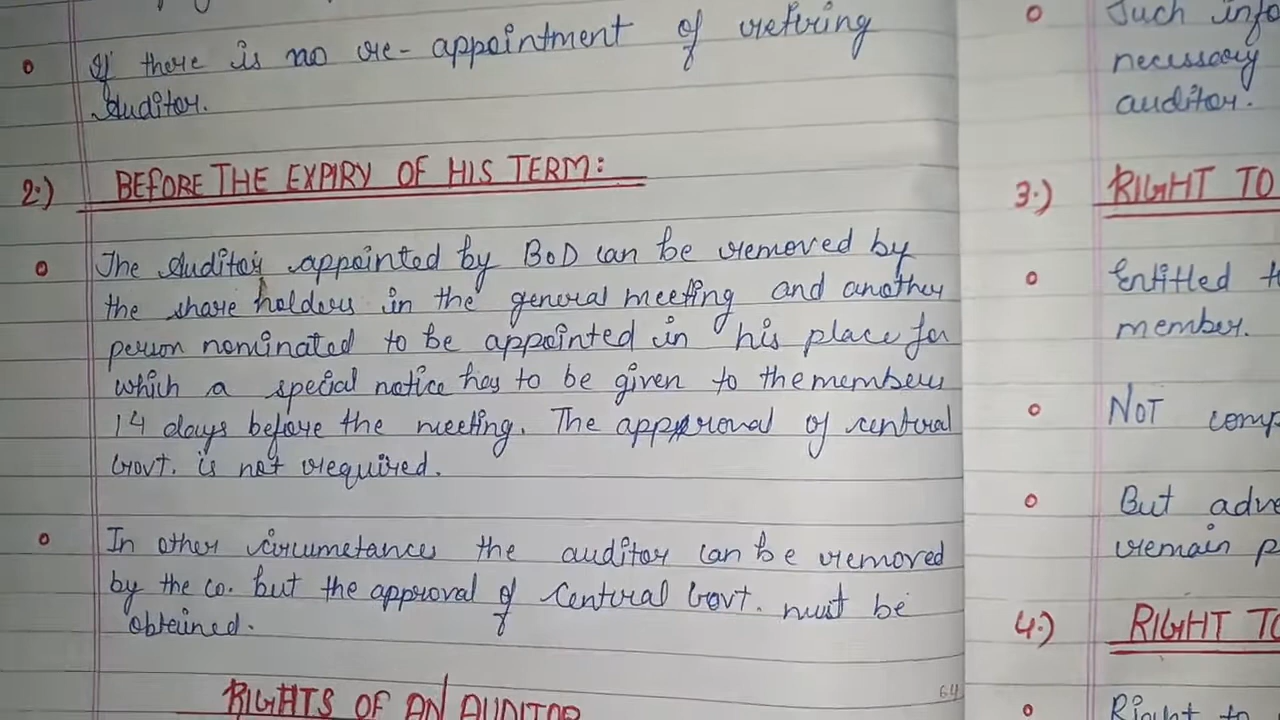 If there is no re-appointment of retiring
Auditor.
2.) BEFORE THE EXPIRY OF HIS TERM:
The Auditor appointed by BOD can be removed by
the share holders in the general meeting and another
person nominated to be appointed in his place for
which a special notice has to be given to the members
14 days before the meeting. The approval of central
Govt. is not required.
In other circumetances the auditor can be removed
by the co. but the approval of Central Govt. must be
obtained.
RIGHTS OF AN AUDITOR
64
Such info
necessary
auditor.
3.) RIGHT TO
Entitled t
member.
NOT comp
But adve
remain p
4.) RIGHT TO
Right to